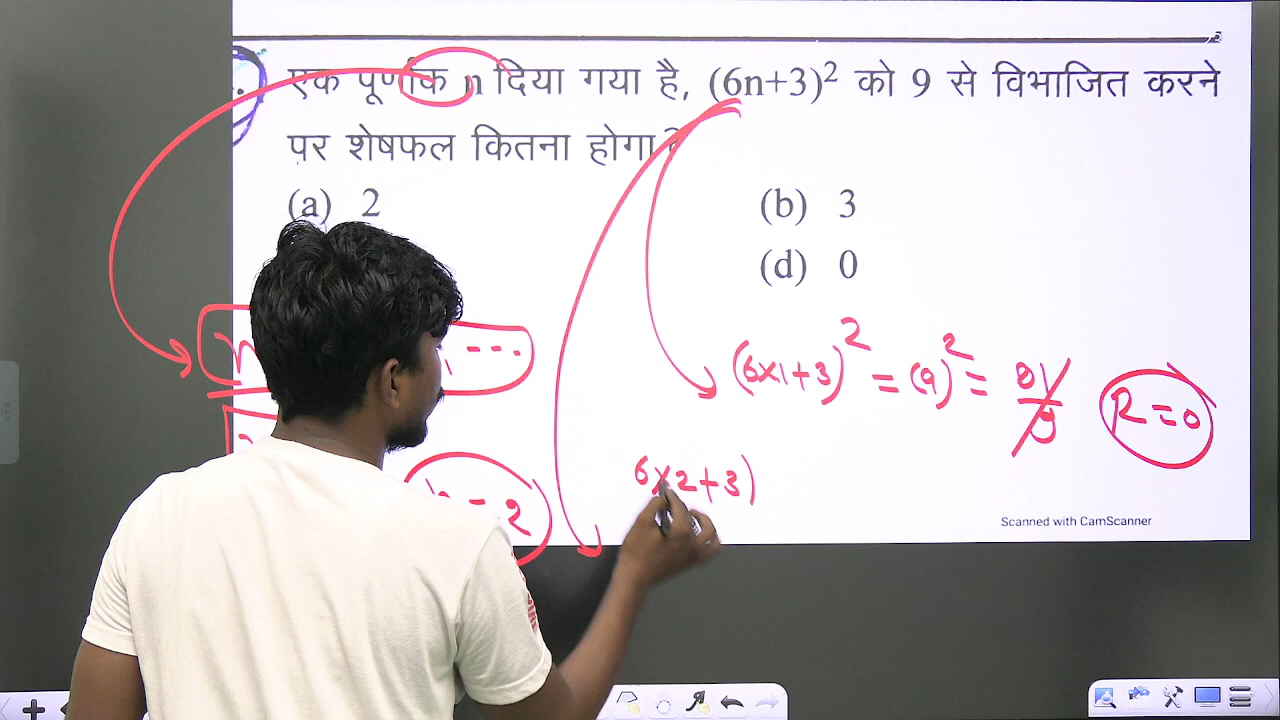 एक पूर्णांक n दिया गया है, (6n+3)² को 9 से विभाजित करने
पर शेषफल कितना होगा ?
(a) 2
(b) 3
(d) 0
(6×1+3)² = (9)² = 81/9 R=0
6×2+3)
n = 2
Scanned with CamScanner